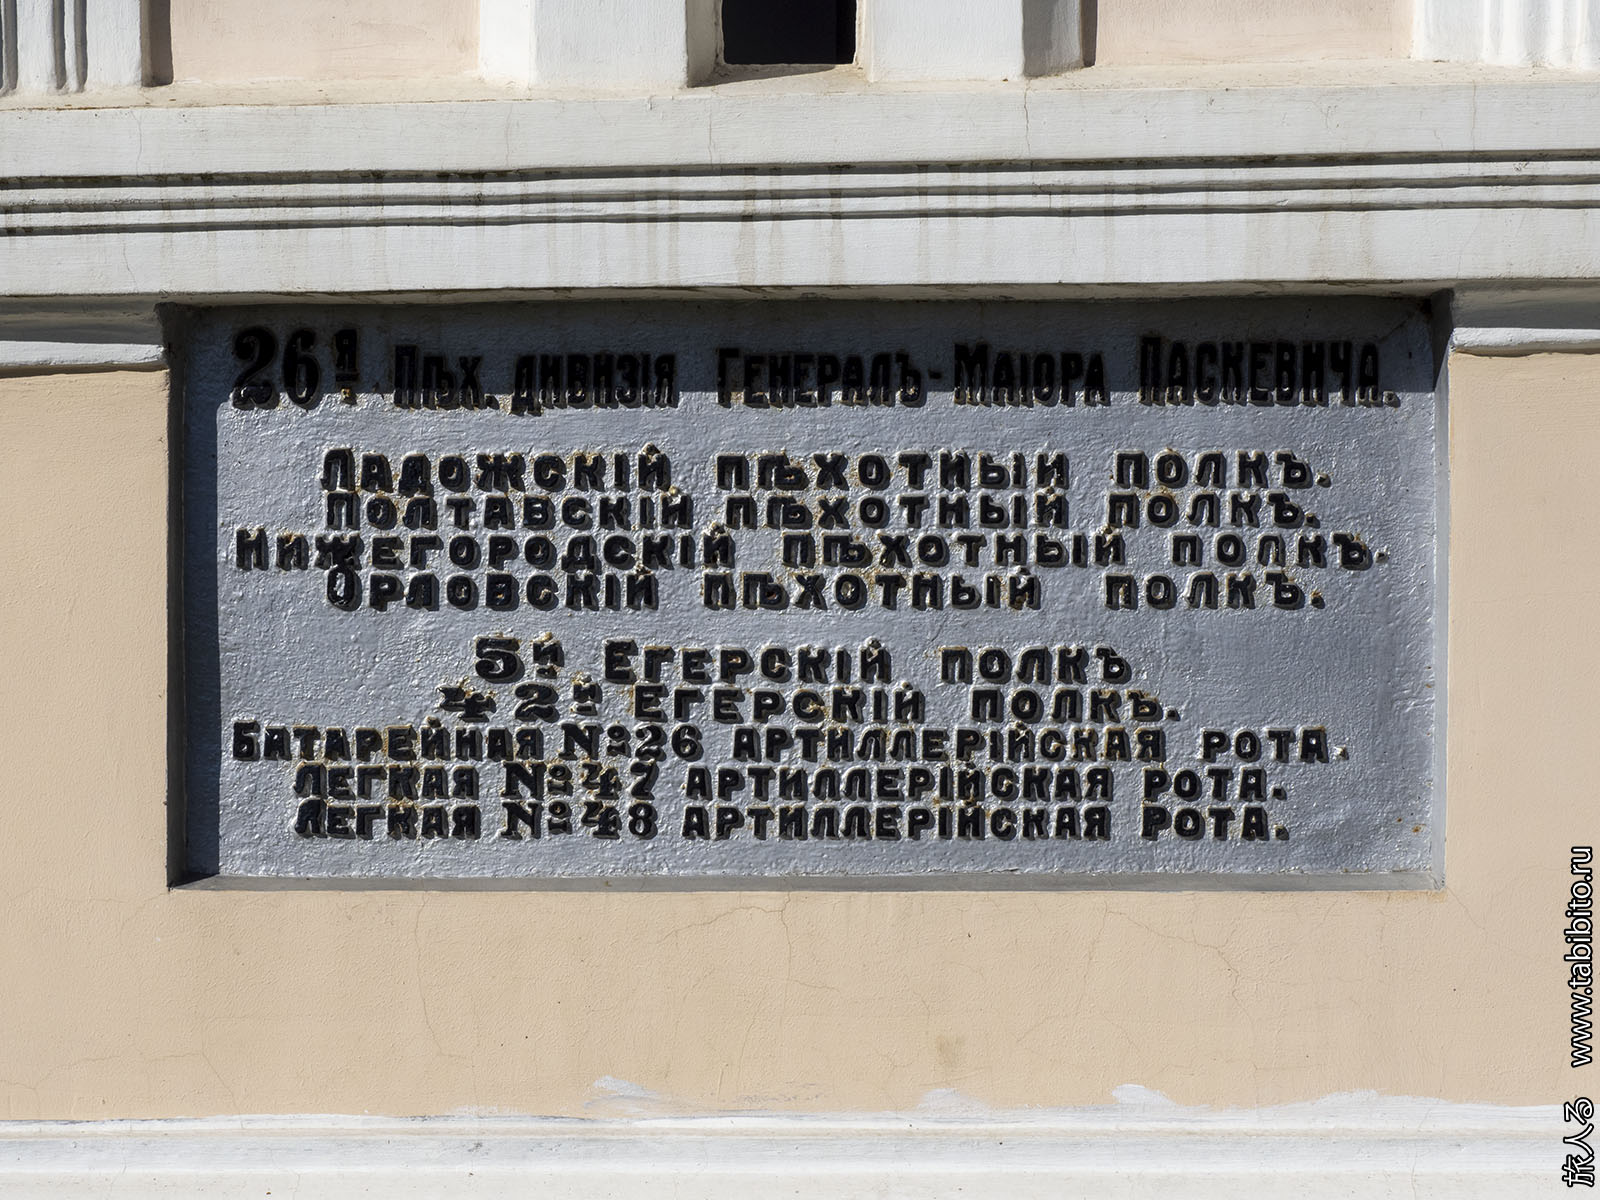 26я Пѣх. дивизія Генералъ-Маіора Паскевича.
Ладожскій пѣхотный полкъ.
Полтавскій пѣхотный полкъ.
Нижегородскій пѣхотный полкъ.
Орловскій пѣхотный полкъ.
5й Егерскій полкъ
42й Егерскій полкъ.
Батарейная №26 артиллерійская рота.
Легкая №47 артиллерійская рота.
Легкая №48 артиллерійская рота.
旅人る www.tabibito.ru